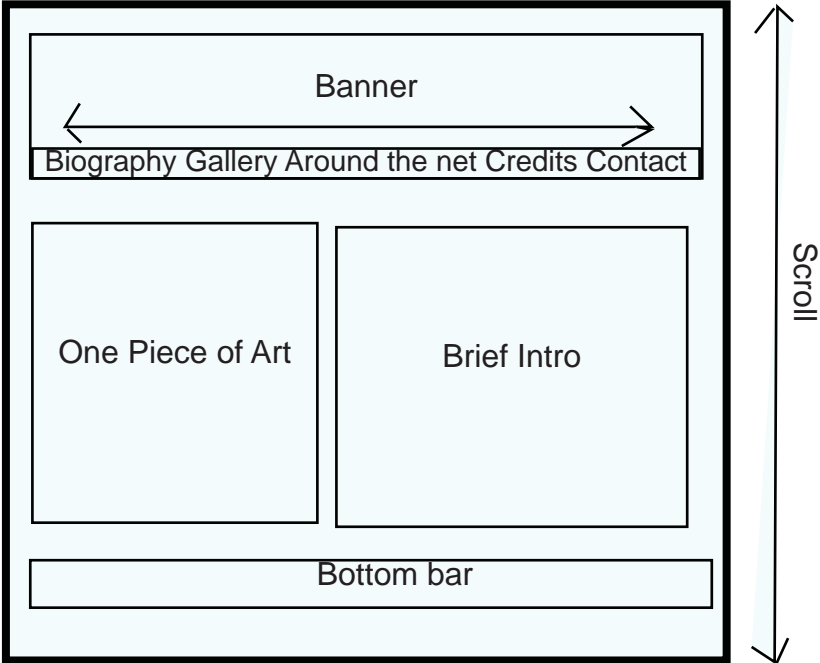 Banner
Biography Gallery Around the net Credits Contact
One Piece of Art
Brief Intro
Bottom bar
Scroll